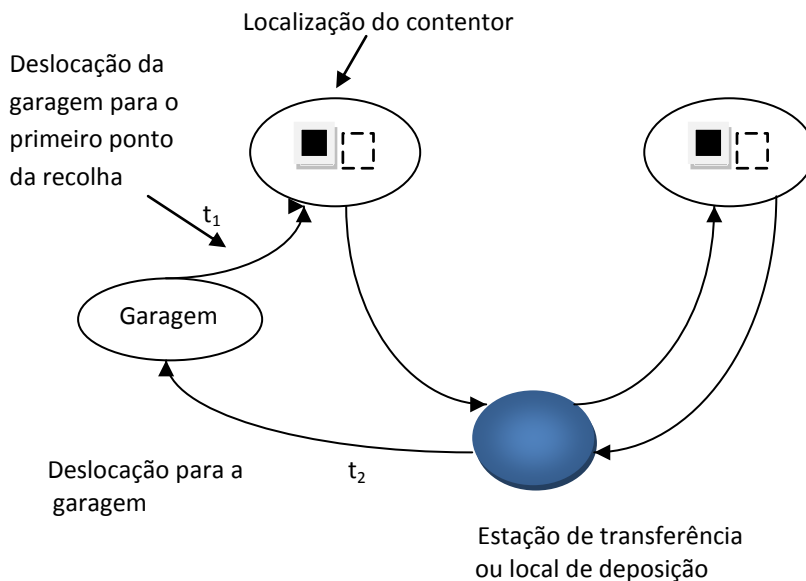 Localização do contentor
Deslocação da
garagem para o
primeiro ponto
da recolha
t₁
Garagem
Deslocação para a
garagem
t₂
Estação de transferência
ou local de deposição